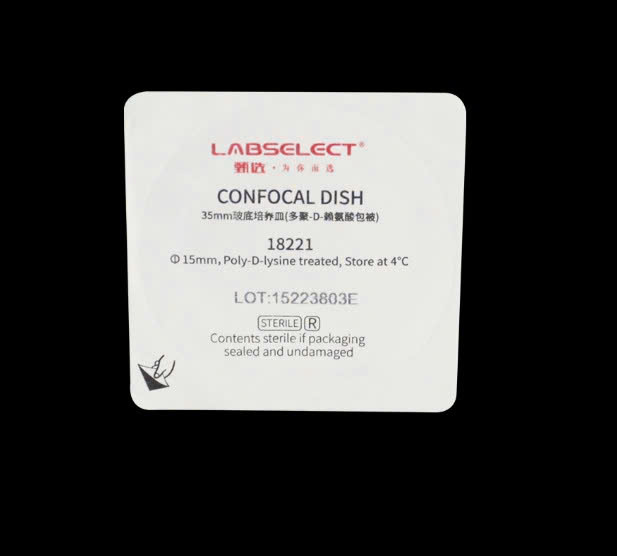 LABSELECT®
甄选·为你而选
CONFOCAL DISH
35mm玻底培养皿(多聚-D-赖氨酸包被)
18221
Φ 15mm, Poly-D-lysine treated, Store at 4°C
LOT:15223803E
STERILE R
Contents sterile if packaging
sealed and undamaged